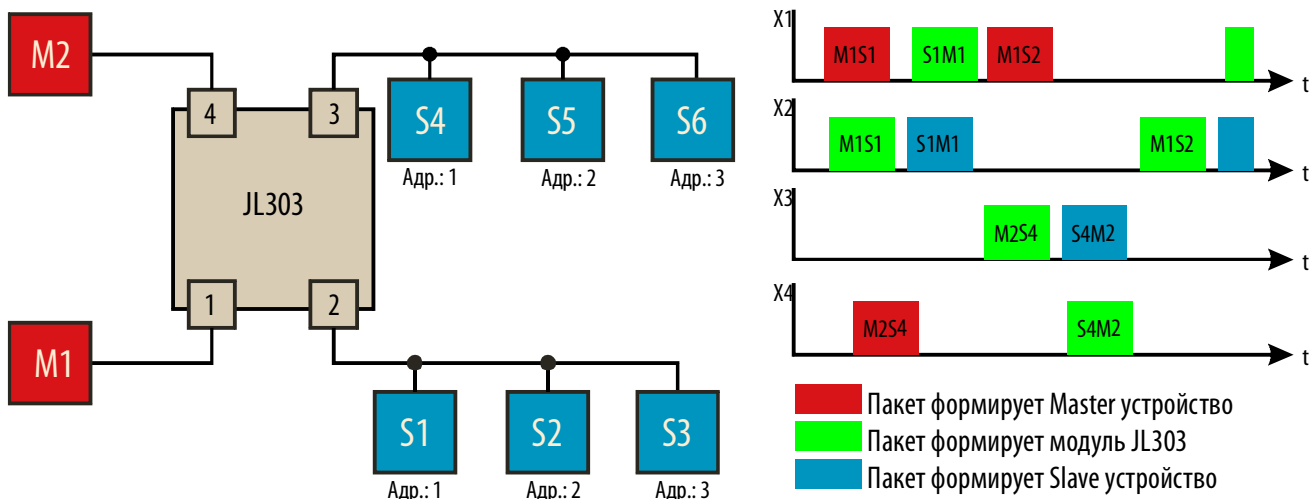 M2
4
3
S4
S5
S6
Адр.: 1
Адр.: 2
Адр.: 3
JL303
1
2
M1
S1
S2
S3
Адр.: 1
Адр.: 2
Адр.: 3
X1
M1S1
S1M1
M1S2
t
X2
M1S1
S1M1
M1S2
t
X3
M2S4
S4M2
t
X4
M2S4
S4M2
t
Пакет формирует Master устройство
Пакет формирует модуль JL303
Пакет формирует Slave устройство